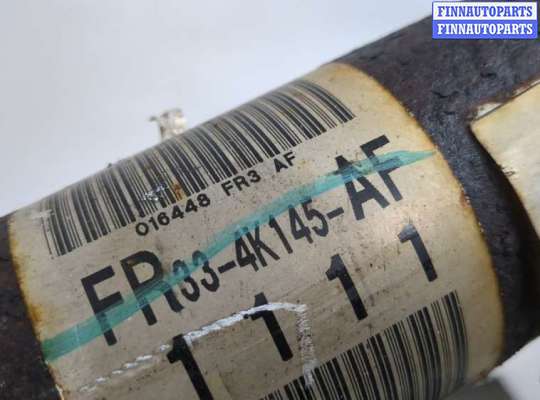 FINNAUTOPARTS
FINNAUTOPARTS
016448 FR3 AF
FR33-4K145-AF
1 1 1 1